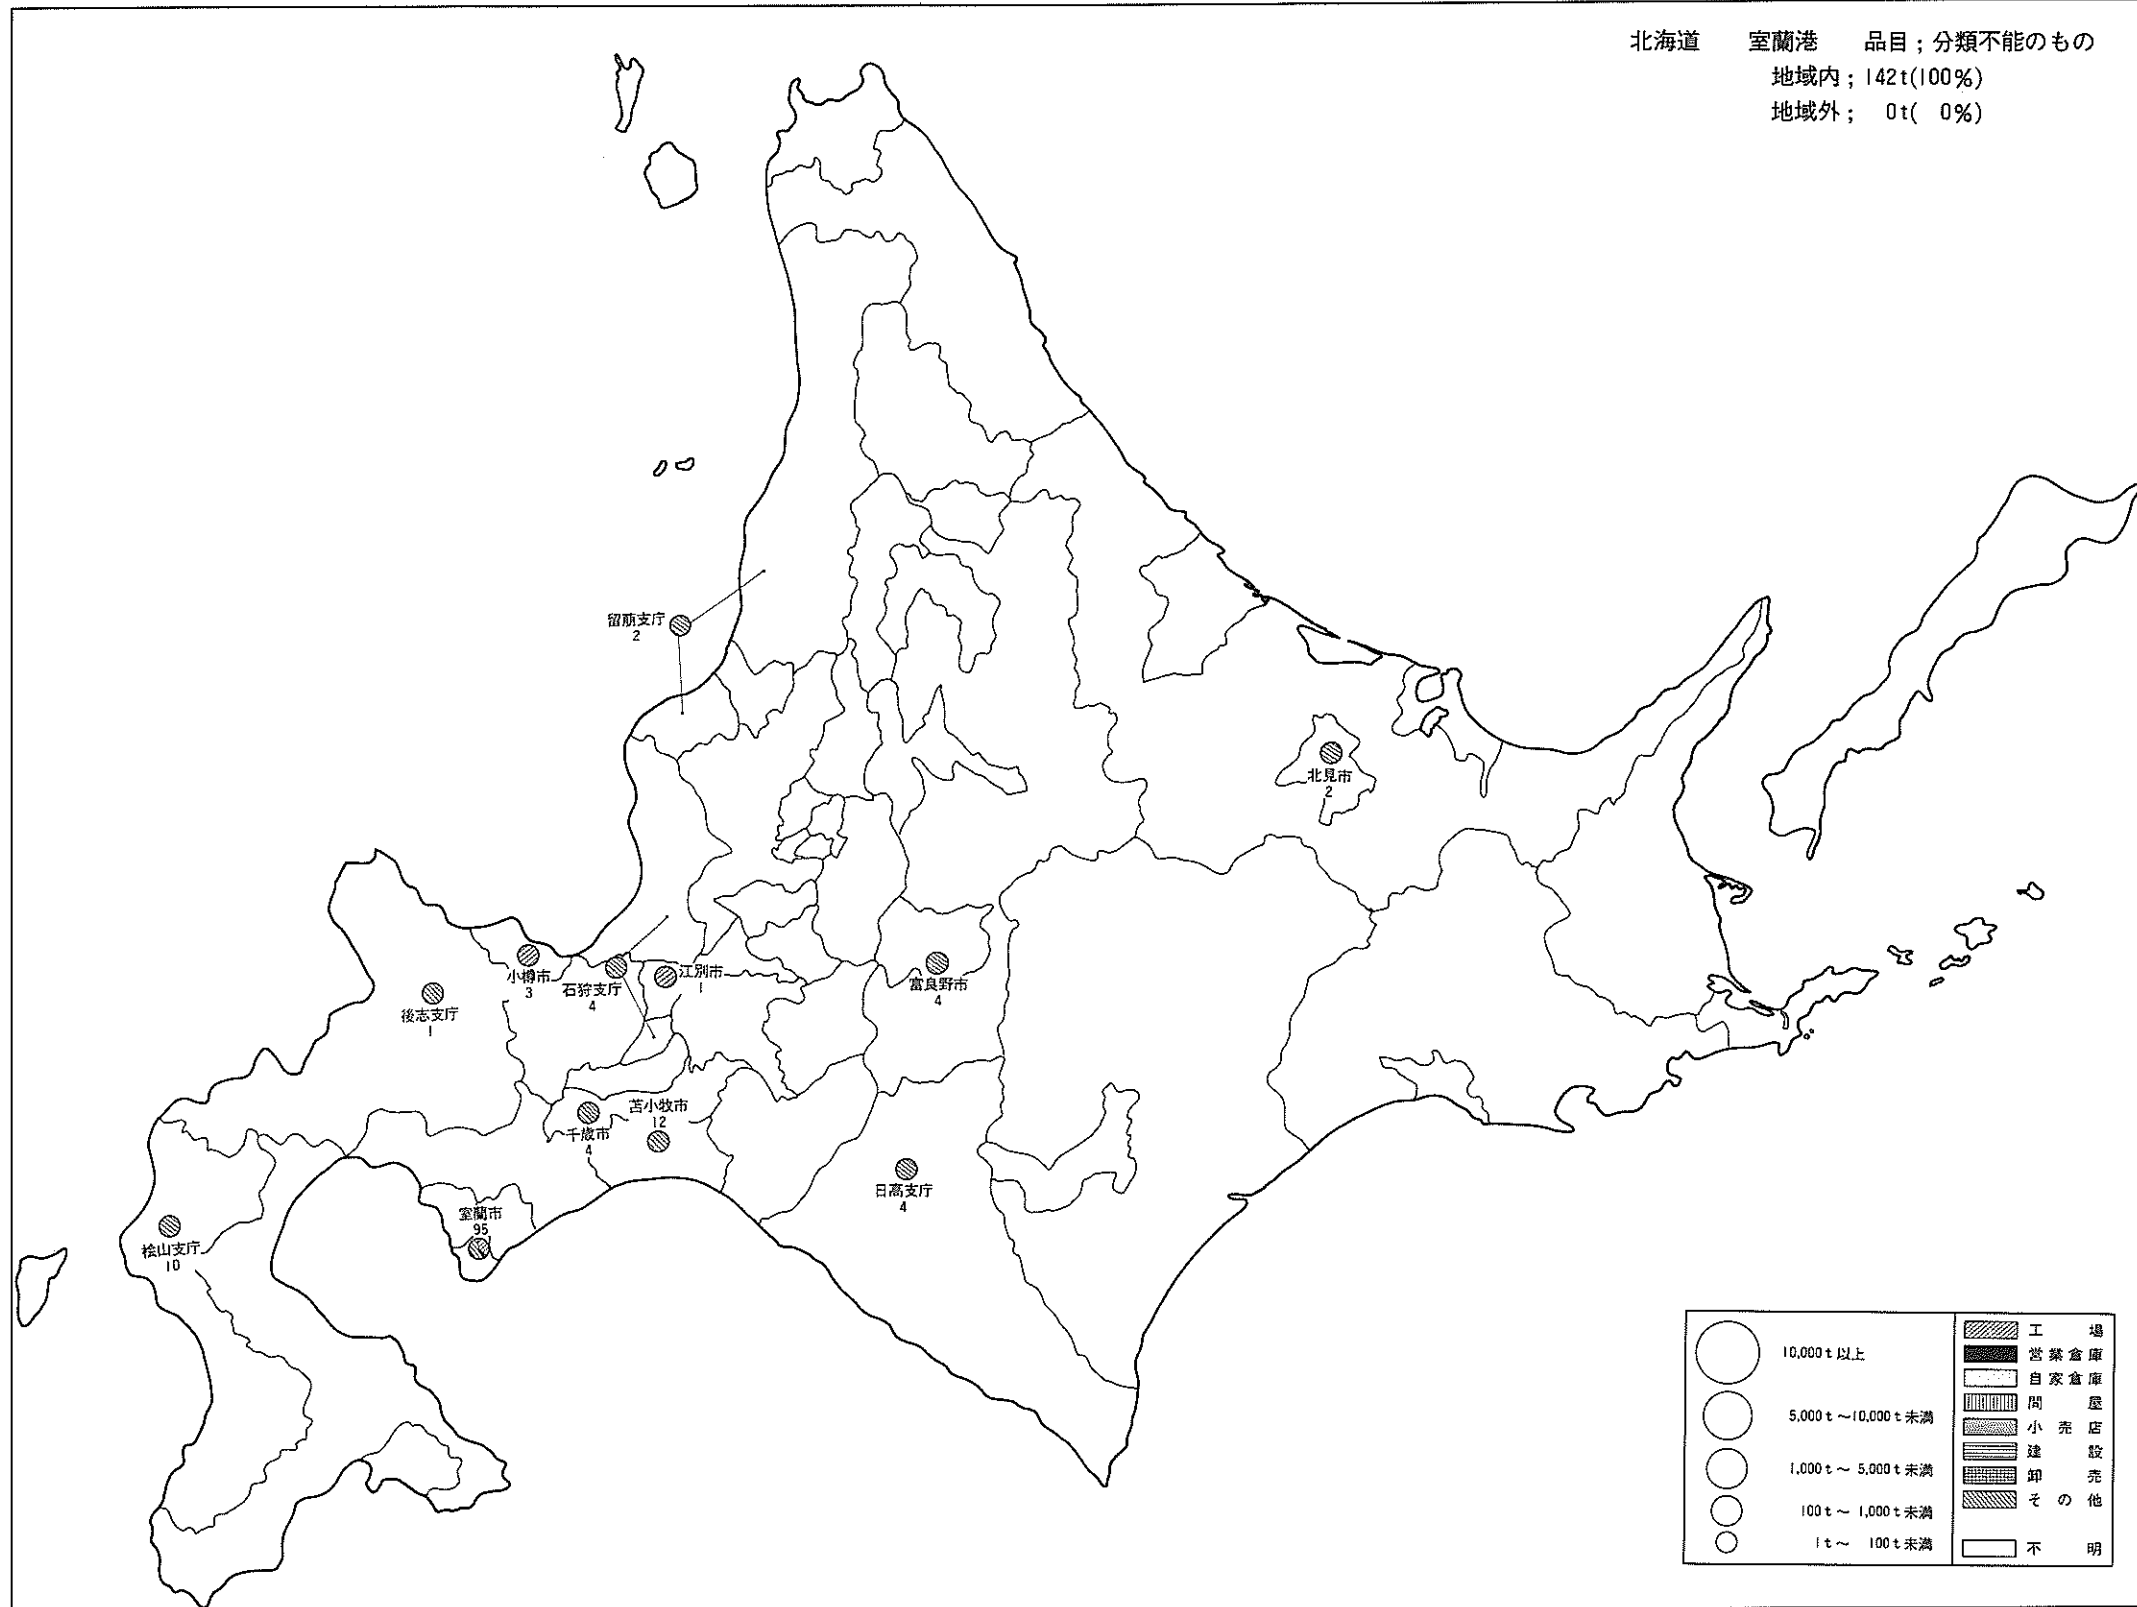 北海道 室蘭港 品目；分類不能のもの
地域内；142t(100%)
地域外； 0t( 0%)
留萠支庁
2
北見市
2
小樽市
3
石狩支庁
4
江別市
1
富良野市
4
後志支庁
1
苫小牧市
12
千歳市
4
日高支庁
4
室蘭市
95
桧山支庁
10
10,000t以上
5,000t～10,000t未満
1,000t～ 5,000t未満
100t～ 1,000t未満
1t～ 100t未満
工場
営業倉庫
自家倉庫
問屋
小売店
建設
卸売
その他
不明